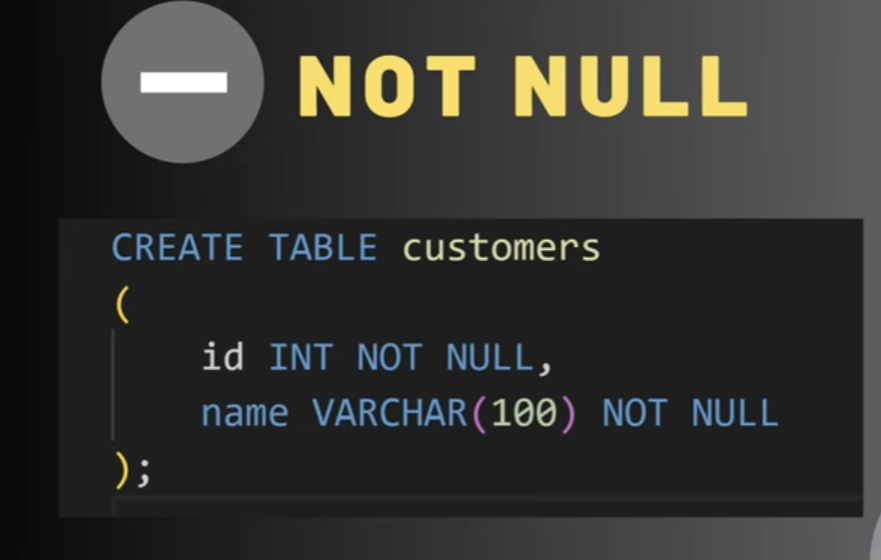 NOT NULL
CREATE TABLE customers
(
id INT NOT NULL,
name VARCHAR(100) NOT NULL
);